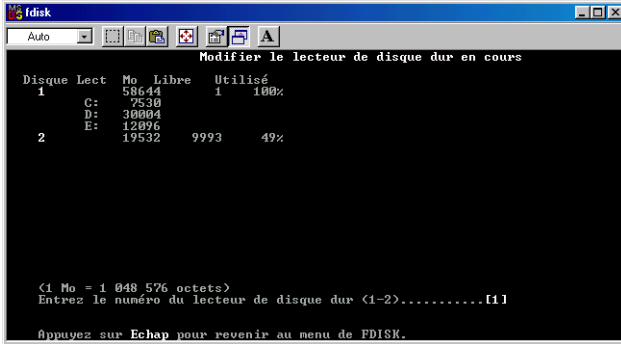 fdisk
Auto
A
Modifier le lecteur de disque dur en cours
Disque Lect Mo Libre Utilisé
1 58644 1 100%
C: 7530
D: 30004
E: 12096
2 19532 9993 49%
(1 Mo = 1 048 576 octets)
Entrez le numéro du lecteur de disque dur (1-2)...........[1]
Appuyez sur Echap pour revenir au menu de FDISK.